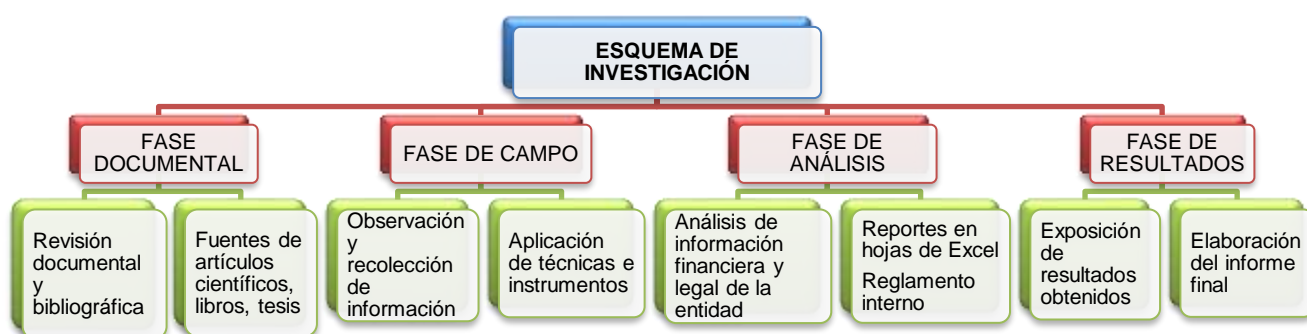 ESQUEMA DE
INVESTIGACIÓN
FASE
DOCUMENTAL
FASE DE CAMPO
FASE DE
ANÁLISIS
FASE DE
RESULTADOS
Revisión
documental
y
bibliográfica
Fuentes de
artículos
científicos,
libros, tesis
Observación
y
recolección
de
información
Aplicación
de técnicas e
instrumentos
Análisis de
información
financiera y
legal de la
entidad
Reportes en
hojas de Excel
Reglamento
interno
Exposición
de
resultados
obtenidos
Elaboración
del informe
final